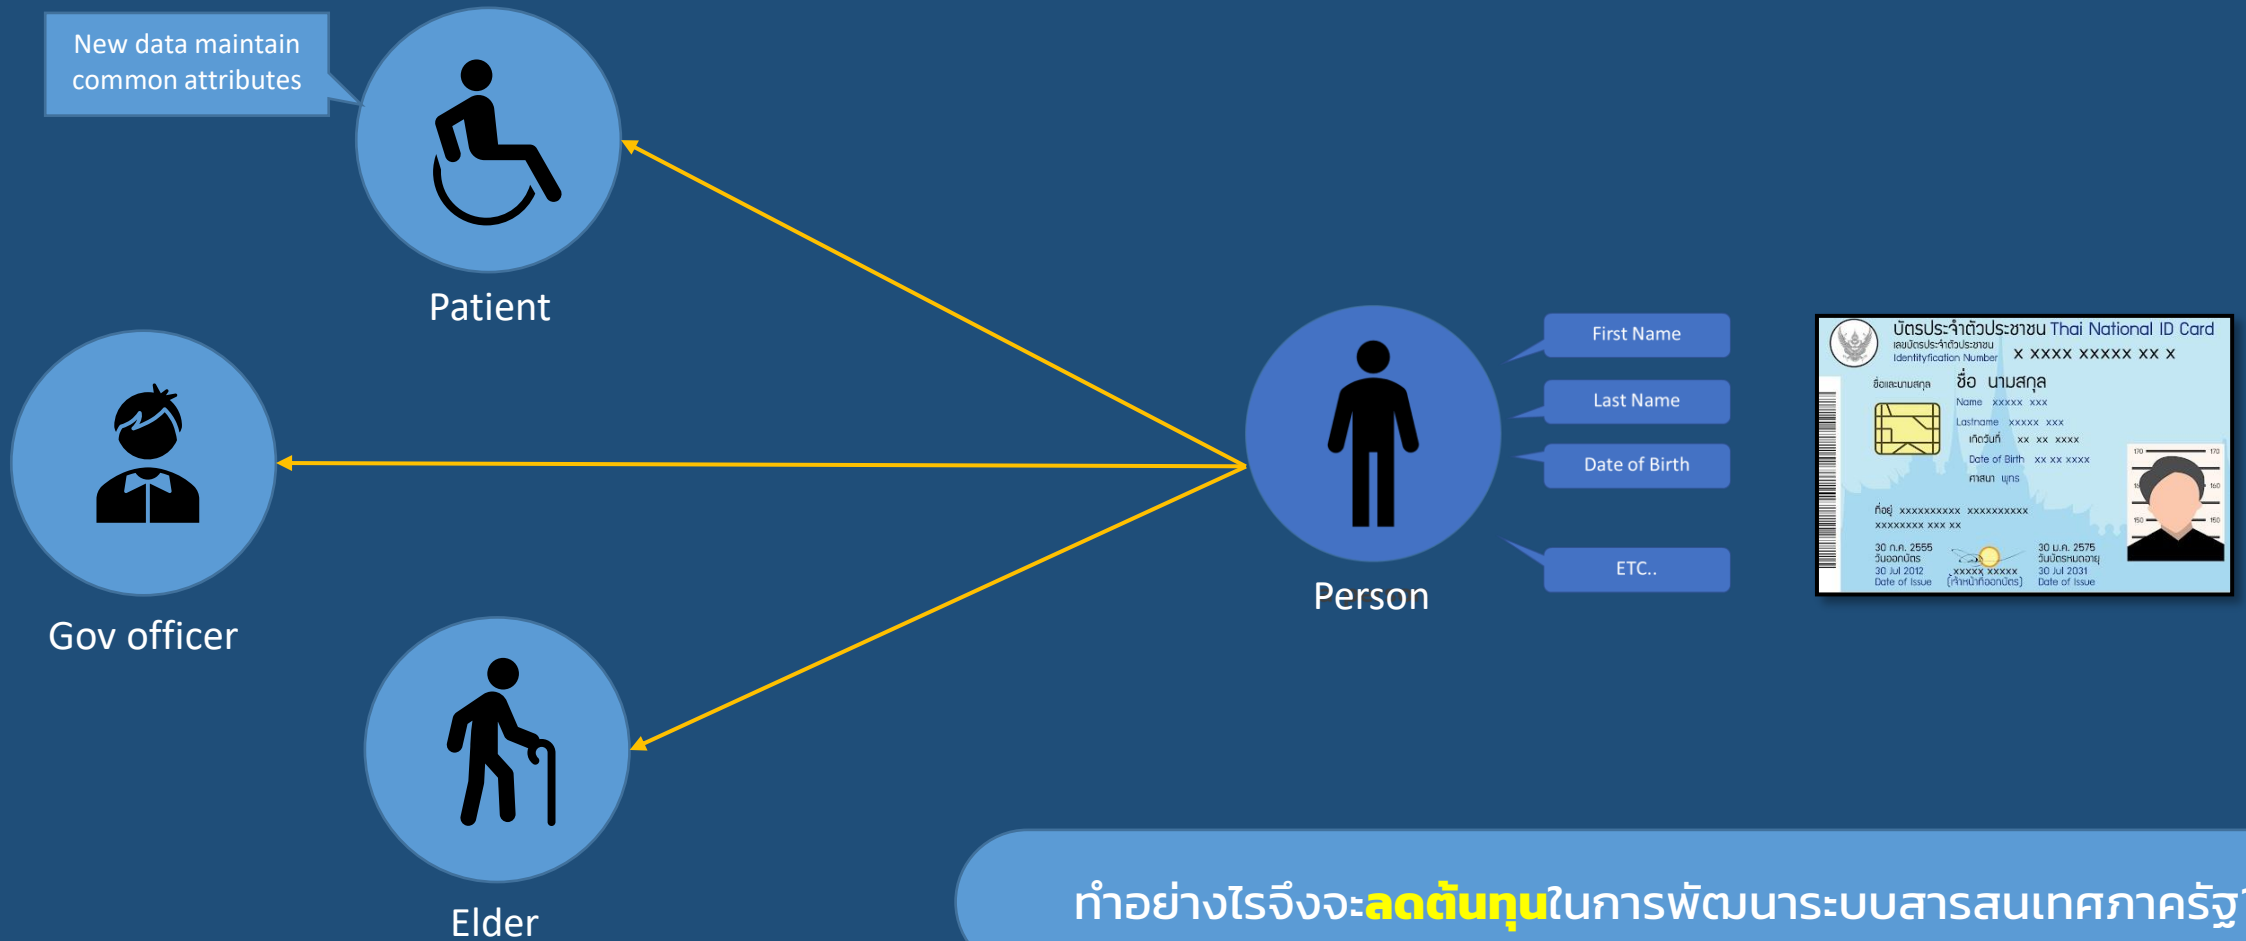 New data maintain
common attributes
Patient
Gov officer
Elder
Person
First Name
Last Name
Date of Birth
ETC..
บัตรประจำตัวประชาชน Thai National ID Card
เลขบัตรประจำตัวประชาชน
Identityfication Number X XXXX XXXXX XX X
ชื่อและนามสกุล ชื่อ นามสกุล
Name xxxxx xxx
Lastname xxxxx xxx
เกิดวันที่ xx xx xxxx
Date of Birth xx xx xxxx
ศาสนา พุทธ
ที่อยู่ xxxxxxxxxx xxxxxxxxxx
xxxxxxxx xxx xx
30 ก.ค. 2555
วันออกบัตร
30 Jul 2012
Date of Issue
xxxxx xxxxx
(เจ้าหน้าที่ออกบัตร)
30 ม.ค. 2575
วันบัตรหมดอายุ
30 Jul 2031
Date of Issue
170 170
160
150 150
ทำอย่างไรจึงจะลดต้นทุนในการพัฒนาระบบสารสนเทศภาครัฐ